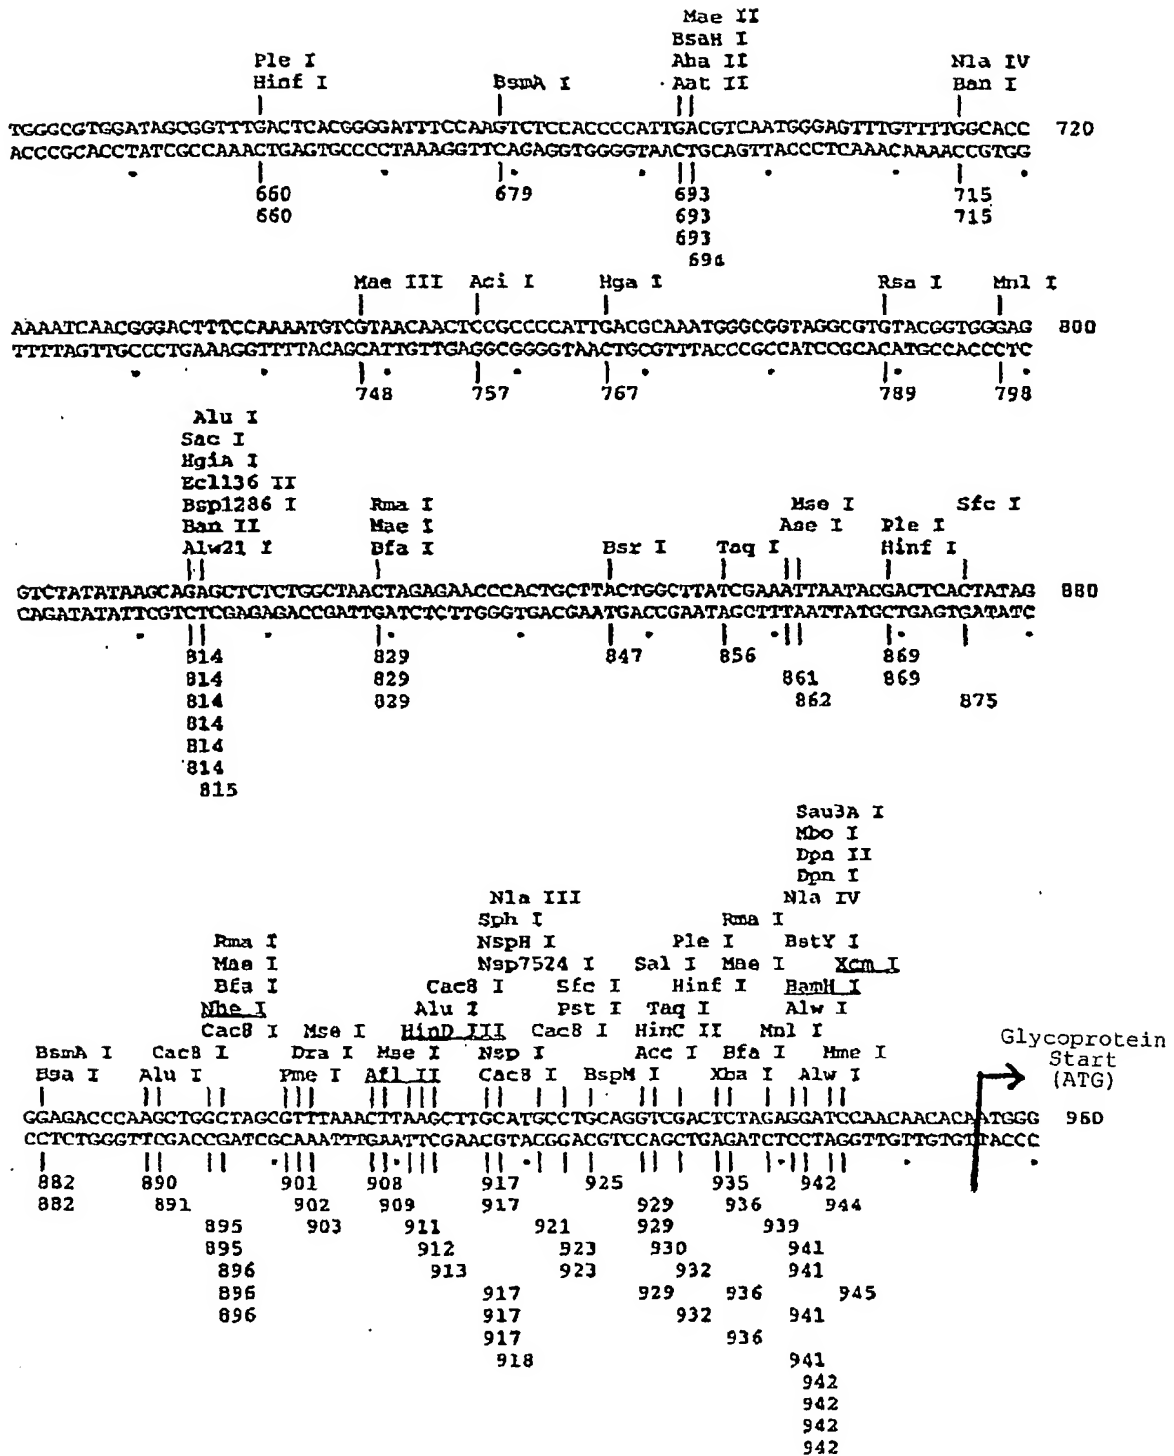 Mae II
BsaH I
Ple I Aha II Nla IV
Hinf I BsmA I Aat II Ban I
TGGGCGTGGATAGCGGTTTGACTCACGGGGATTTCCAAGTCTCCACCCCATTGACGTCAATGGGAGTTTGTTTTGGCACC 720
ACCCGCACCTATCGCCAAACTGAGTGCCCCTAAAGGTTCAGAGGTGGGGTAACTGCAGTTACCCTCAAACAAAACCGTGG
660 679 693 715
660 693 715
693
694
Mae III Aci I Hga I Rsa I Mnl I
AAAATCAACGGGACTTTCCAAAATGTCGTAACAACTCCGCCCCATTGACGCAAATGGGCGGTAGGCGTGTACGGTGGGAG 800
TTTTAGTTGCCCTGAAAGGTTTTACAGCATTGTTGAGGCGGGGTAACTGCGTTTACCCGCCATCCGCACATGCCACCCTC
748 757 767 789 798
Alu I
Sac I
HgiA I
Ecl136 II
Bsp1286 I Rma I Mse I Sfc I
Ban II Mae I Ase I Ple I
Alw21 I Bfa I Bsr I Taq I Hinf I
GTCTATATAAGCAGAGCTCTCTGGCTAACTAGAGAACCCACTGCTTACTGGCTTATCGAAATTAATACGACTCACTATAG 880
CAGATATATTCGTCTCGAGAGACCGATTGATCTCTTGGGTGACGAATGACCGAATAGCTTTAATTATGCTGAGTGATATC
814 829 847 856 869
814 829 861 869
814 829 862 875
814
814
814
815
Sau3A I
Mbo I
Dpn II
Dpn I
Nla III Nla IV
Sph I Rma I
Rma I NspH I Ple I BstY I
Mae I Nsp7524 I Sal I Mae I Xcm I
Bfa I Cac8 I Sfc I Hinf I BamH I
Nhe I Alu I Pst I Taq I Alw I
Cac8 I Mse I HinD III Cac8 I HinC II Mnl I
BsmA I Cac8 I Dra I Mse I Nsp I Acc I Bfa I Mme I
Bsa I Alu I Pme I Afl II Cac8 I BspM I Xba I Alw I
Glycoprotein
Start
(ATG)
GGAGACCCAAGCTGGCTAGCGTTTAAACTTAAGCTTGCATGCCTGCAGGTCGACTCTAGAGGATCCAACAACACAATGGG 960
CCTCTGGGTTCGACCGATCGCAAATTTGAATTCGAACGTACGGACGTCCAGCTGAGATCTCCTAGGTTGTTGTGTTACCC
882 890 901 908 917 925 935 942
882 891 902 909 917 929 936 944
895 903 911 921 929 939
895 912 923 930 941
896 913 923 932 941
896 917 929 936 945
896 917 932 941
917 936
918 941
942
942
942
942